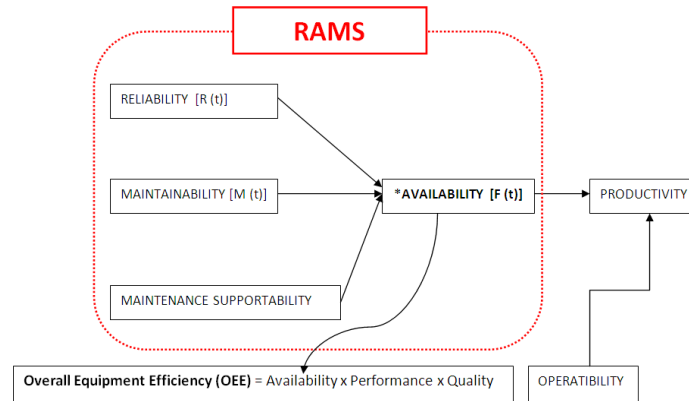 RAMS
RELIABILITY [R (t)]
MAINTAINABILITY [M (t)]
*AVAILABILITY [F (t)]
PRODUCTIVITY
MAINTENANCE SUPPORTABILITY
Overall Equipment Efficiency (OEE) = Availability x Performance x Quality
OPERATIBILITY